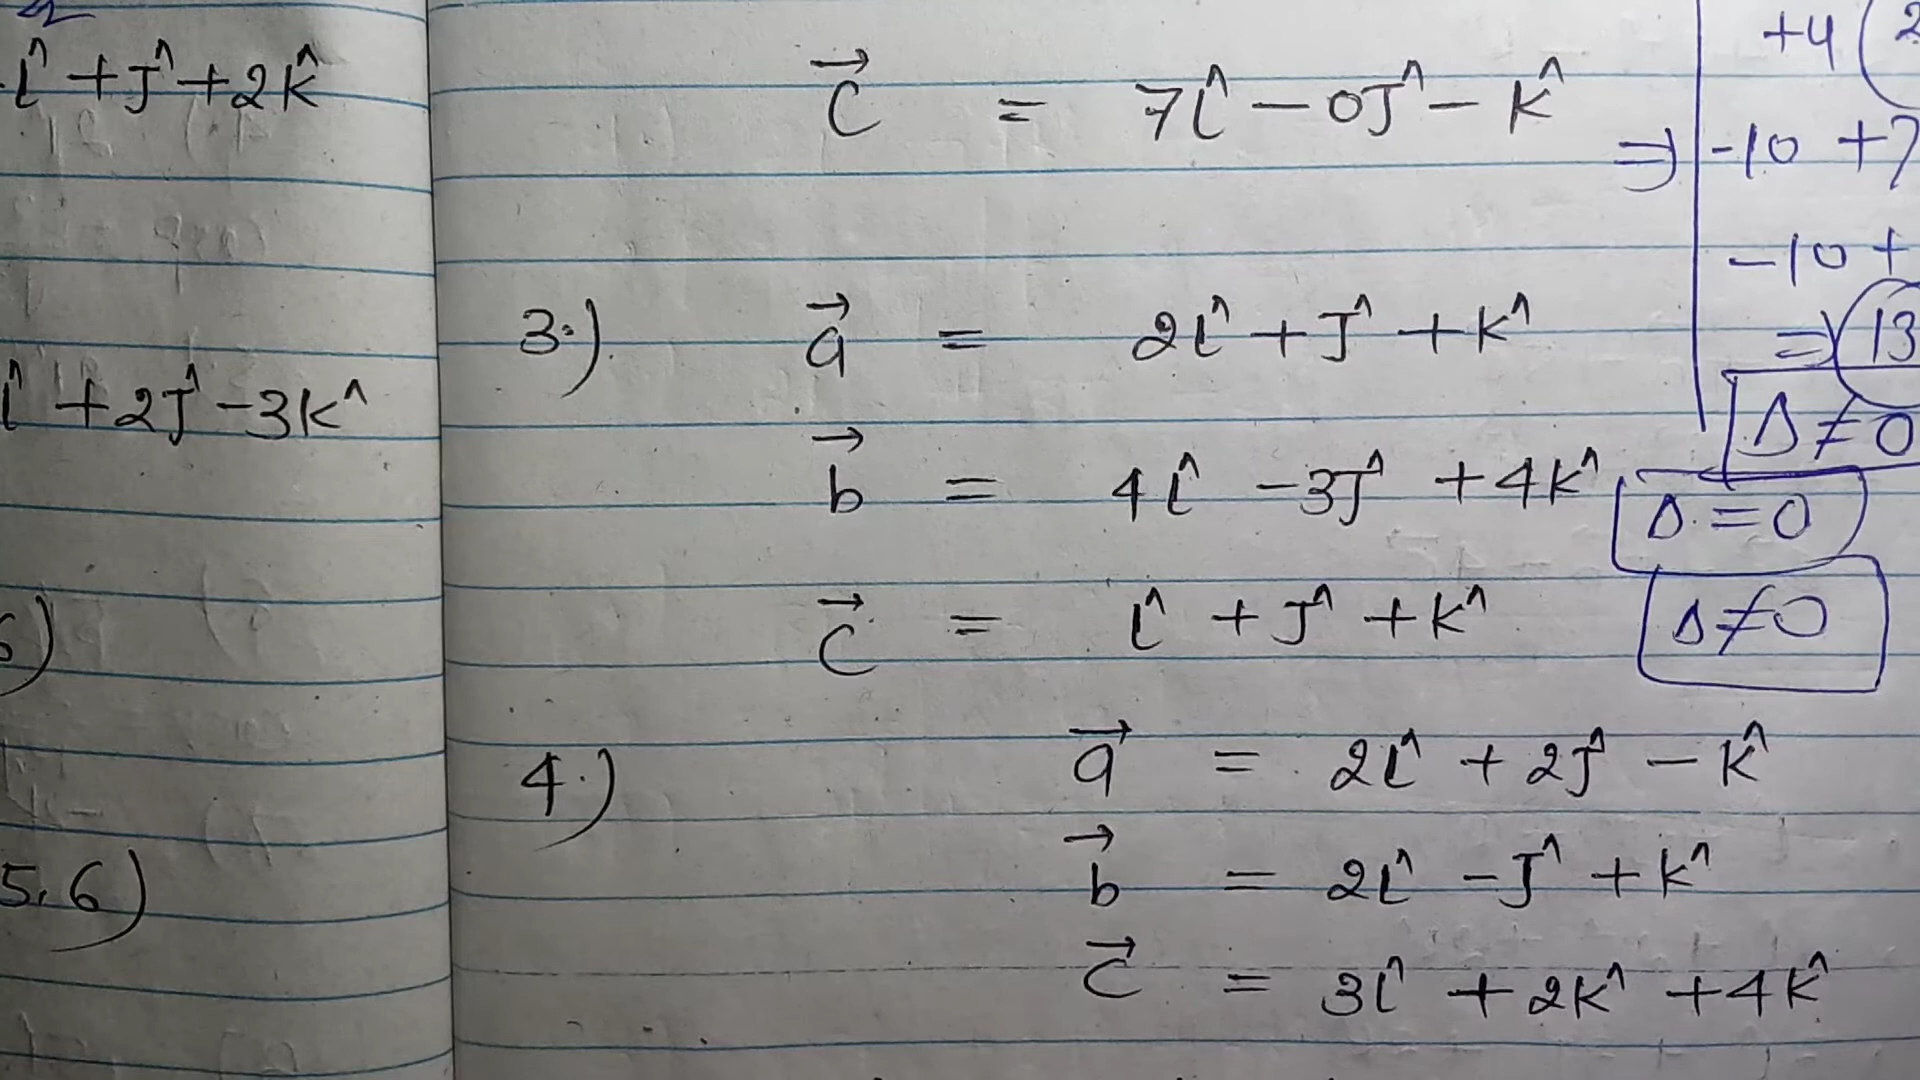 î + ĵ + 2k̂
î + 2ĵ - 3k̂
5,6)
c⃗ = 7î - 0ĵ - k̂
3.) a⃗ = 2î + ĵ + k̂
b⃗ = 4î - 3ĵ + 4k̂
c⃗ = î + ĵ + k̂
4.) a⃗ = 2î + 2ĵ - k̂
b⃗ = 2î - ĵ + k̂
c⃗ = 3î + 2k̂ + 4k̂
+4(2
⇒ -10 + 7
-10 +
⇒ 13
Δ ≠ 0
Δ = 0
Δ ≠ 0